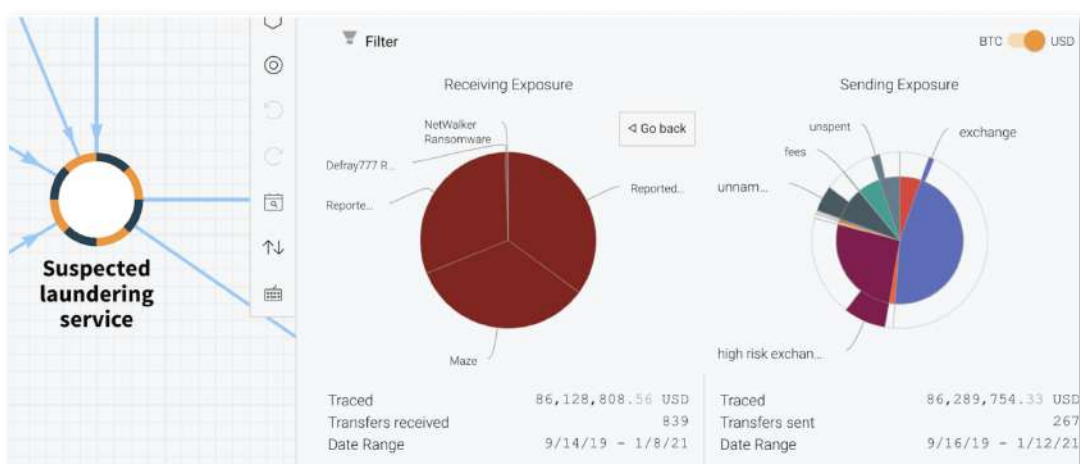 Filter
BTC
USD
Receiving Exposure
Sending Exposure
NetWalker
Ransomware
◁ Go back
Defray777 R...
Reporte...
Reported...
Maze
unspent
exchange
fees
unnam...
high risk exchan...
Suspected
laundering
service
Traced 86,128,808.56 USD
Transfers received 839
Date Range 9/14/19 - 1/8/21
Traced 86,289,754.33 USD
Transfers sent 267
Date Range 9/16/19 - 1/12/21